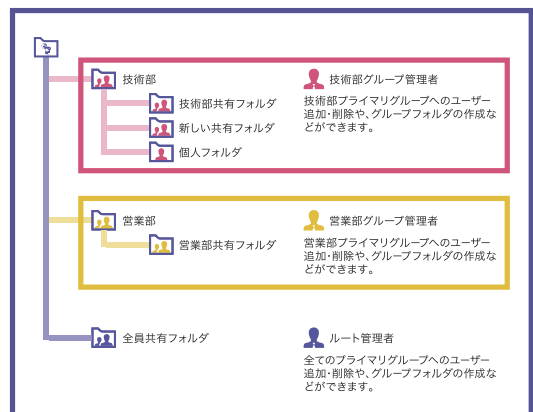 技術部
技術部共有フォルダ
新しい共有フォルダ
個人フォルダ
技術部グループ管理者
技術部プライマリグループへのユーザー
追加・削除や、グループフォルダの作成な
どができます。
営業部
営業部共有フォルダ
営業部グループ管理者
営業部プライマリグループへのユーザー
追加・削除や、グループフォルダの作成な
どができます。
全員共有フォルダ
ルート管理者
全てのプライマリグループへのユーザー
追加・削除や、グループフォルダの作成な
どができます。